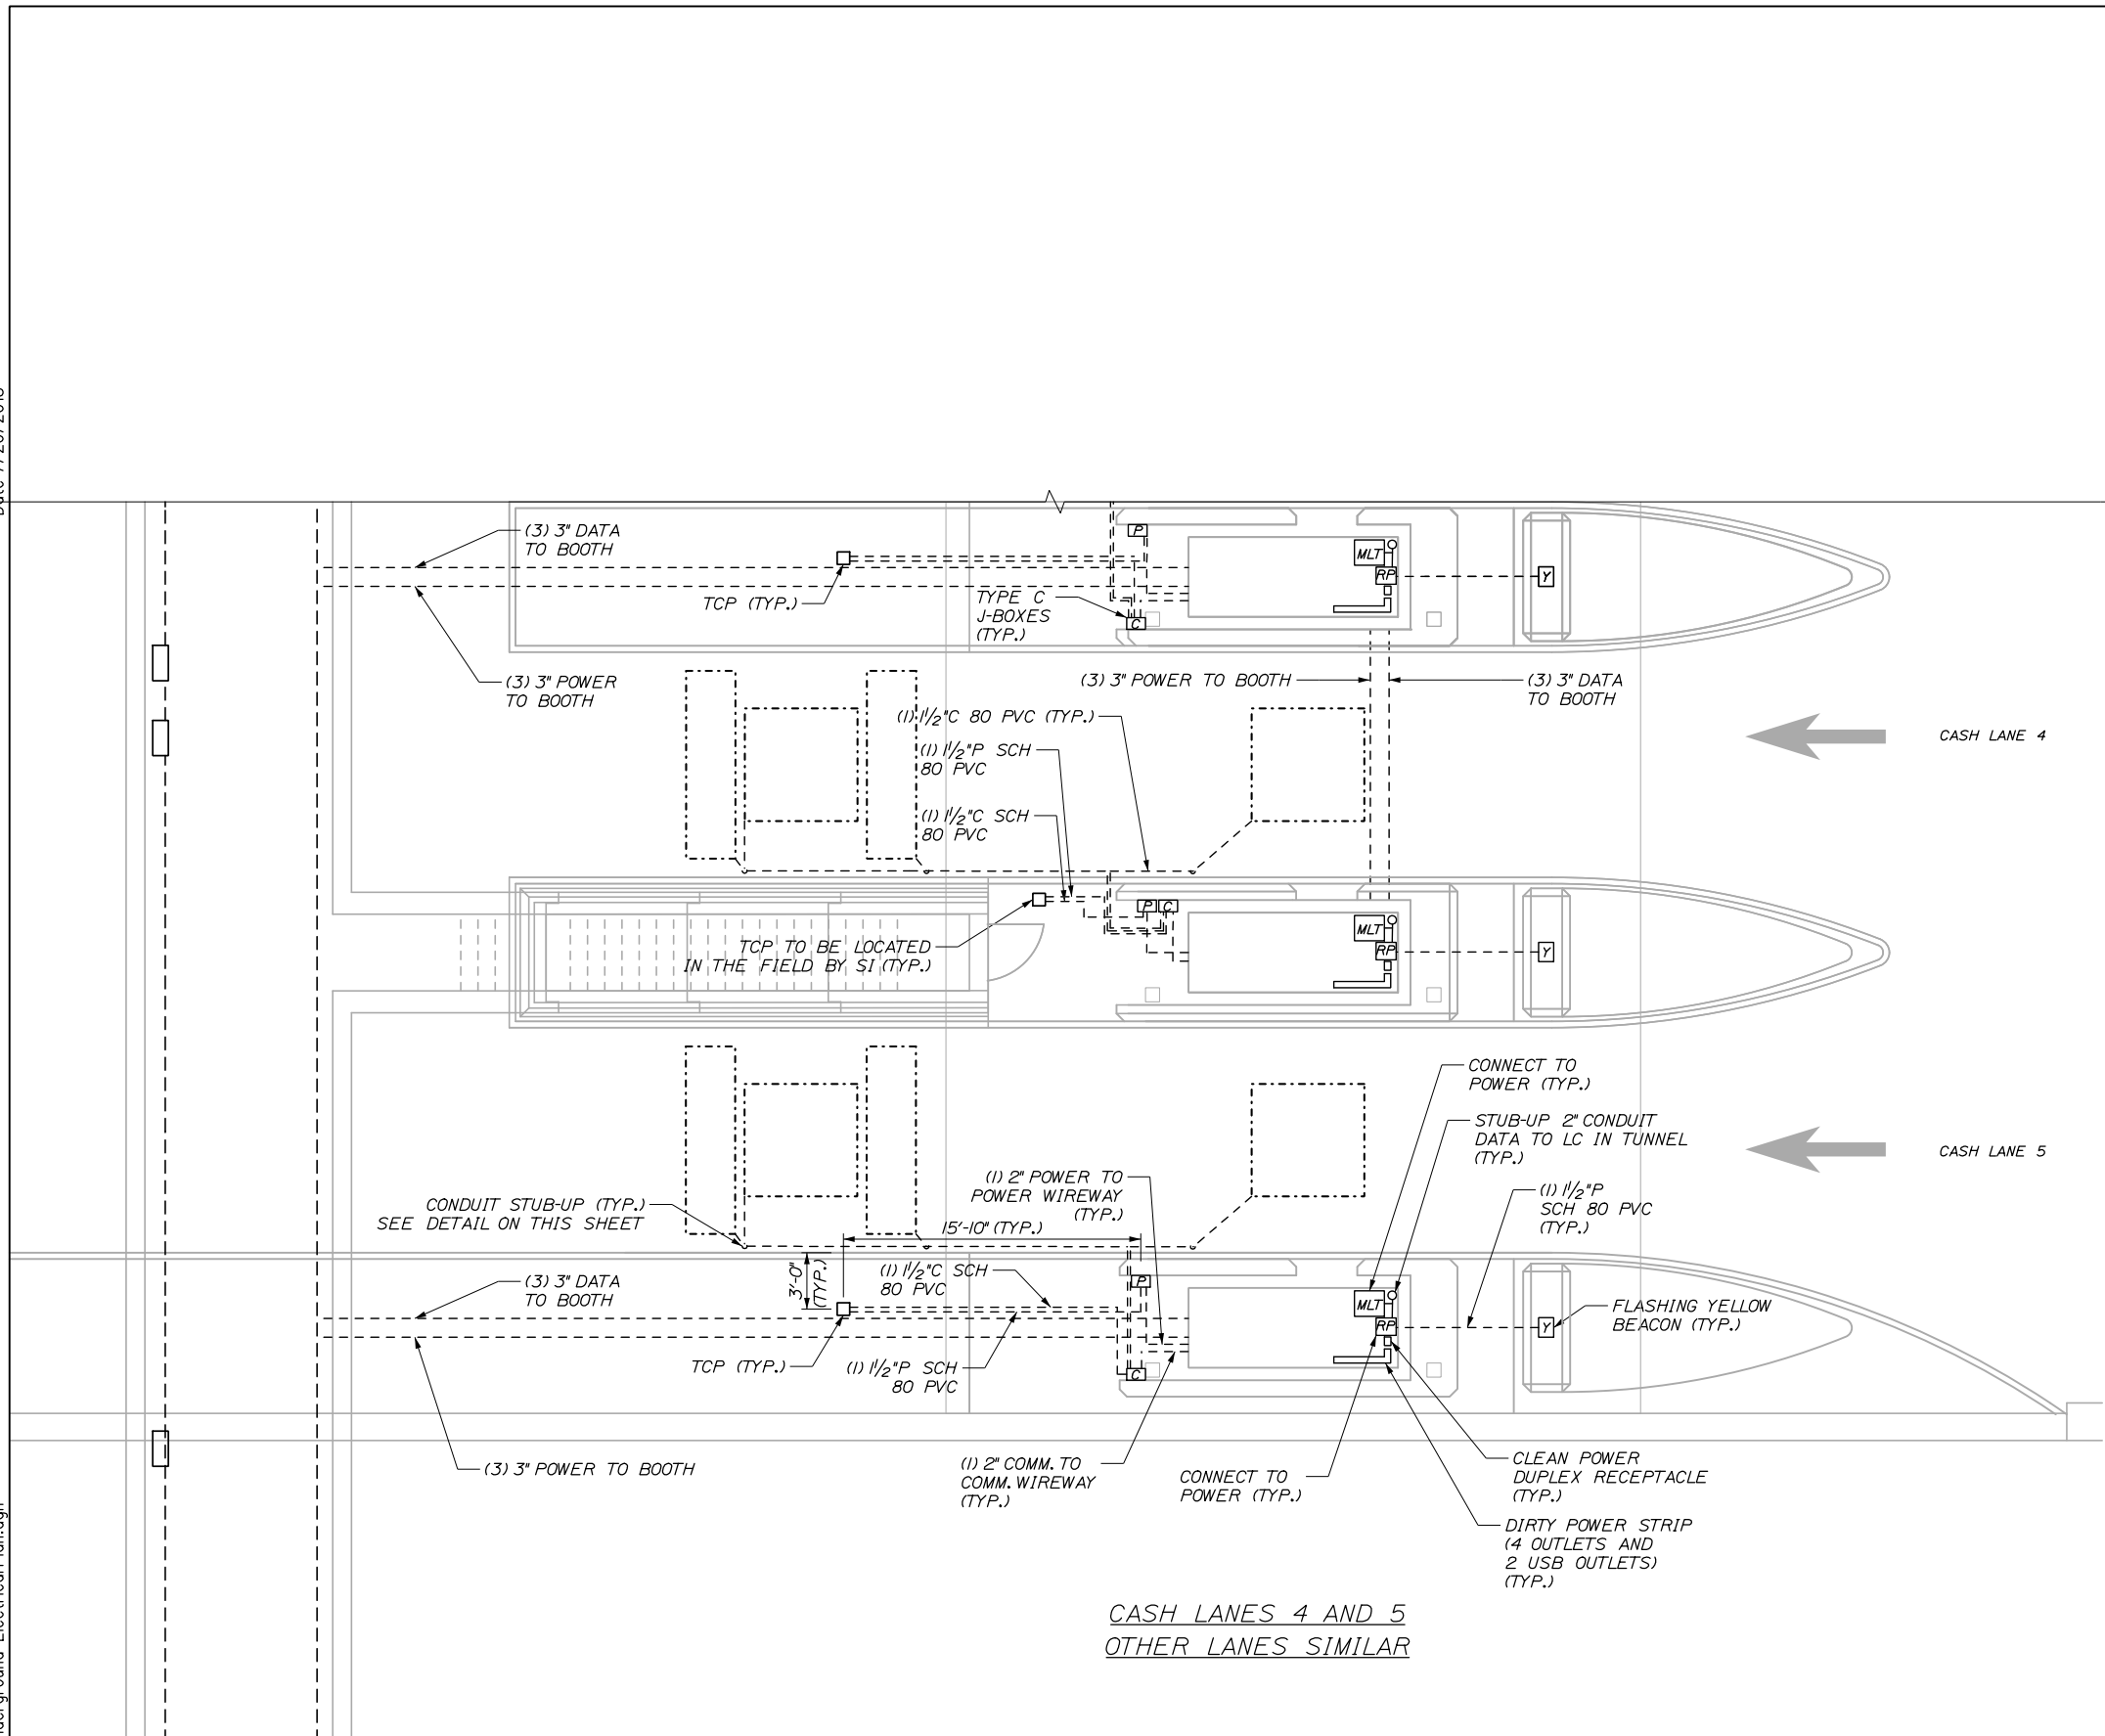 (3) 3" DATA
TO BOOTH
P
MLT
RP
Y
TCP (TYP.)
TYPE C
J-BOXES
(TYP.)
C
(3) 3" POWER
TO BOOTH
(3) 3" POWER TO BOOTH
(3) 3" DATA
TO BOOTH
(1) 1½"C 80 PVC (TYP.)
CASH LANE 4
(1) 1½"P SCH
80 PVC
(1) 1½"C SCH
80 PVC
P
C
MLT
RP
Y
TCP TO BE LOCATED
IN THE FIELD BY SI (TYP.)
CONNECT TO
POWER (TYP.)
STUB-UP 2" CONDUIT
DATA TO LC IN TUNNEL
(TYP.)
CASH LANE 5
(1) 2" POWER TO
POWER WIREWAY
(TYP.)
(1) 1½"P
SCH 80 PVC
(TYP.)
CONDUIT STUB-UP (TYP.)
SEE DETAIL ON THIS SHEET
15'-10" (TYP.)
3'-0"
(TYP.)
(1) 1½"C SCH
80 PVC
(3) 3" DATA
TO BOOTH
P
MLT
RP
Y
FLASHING YELLOW
BEACON (TYP.)
TCP (TYP.)
(1) 1½"P SCH
80 PVC
C
(3) 3" POWER TO BOOTH
(1) 2" COMM. TO
COMM. WIREWAY
(TYP.)
CONNECT TO
POWER (TYP.)
CLEAN POWER
DUPLEX RECEPTACLE
(TYP.)
DIRTY POWER STRIP
(4 OUTLETS AND
2 USB OUTLETS)
(TYP.)
CASH LANES 4 AND 5
OTHER LANES SIMILAR